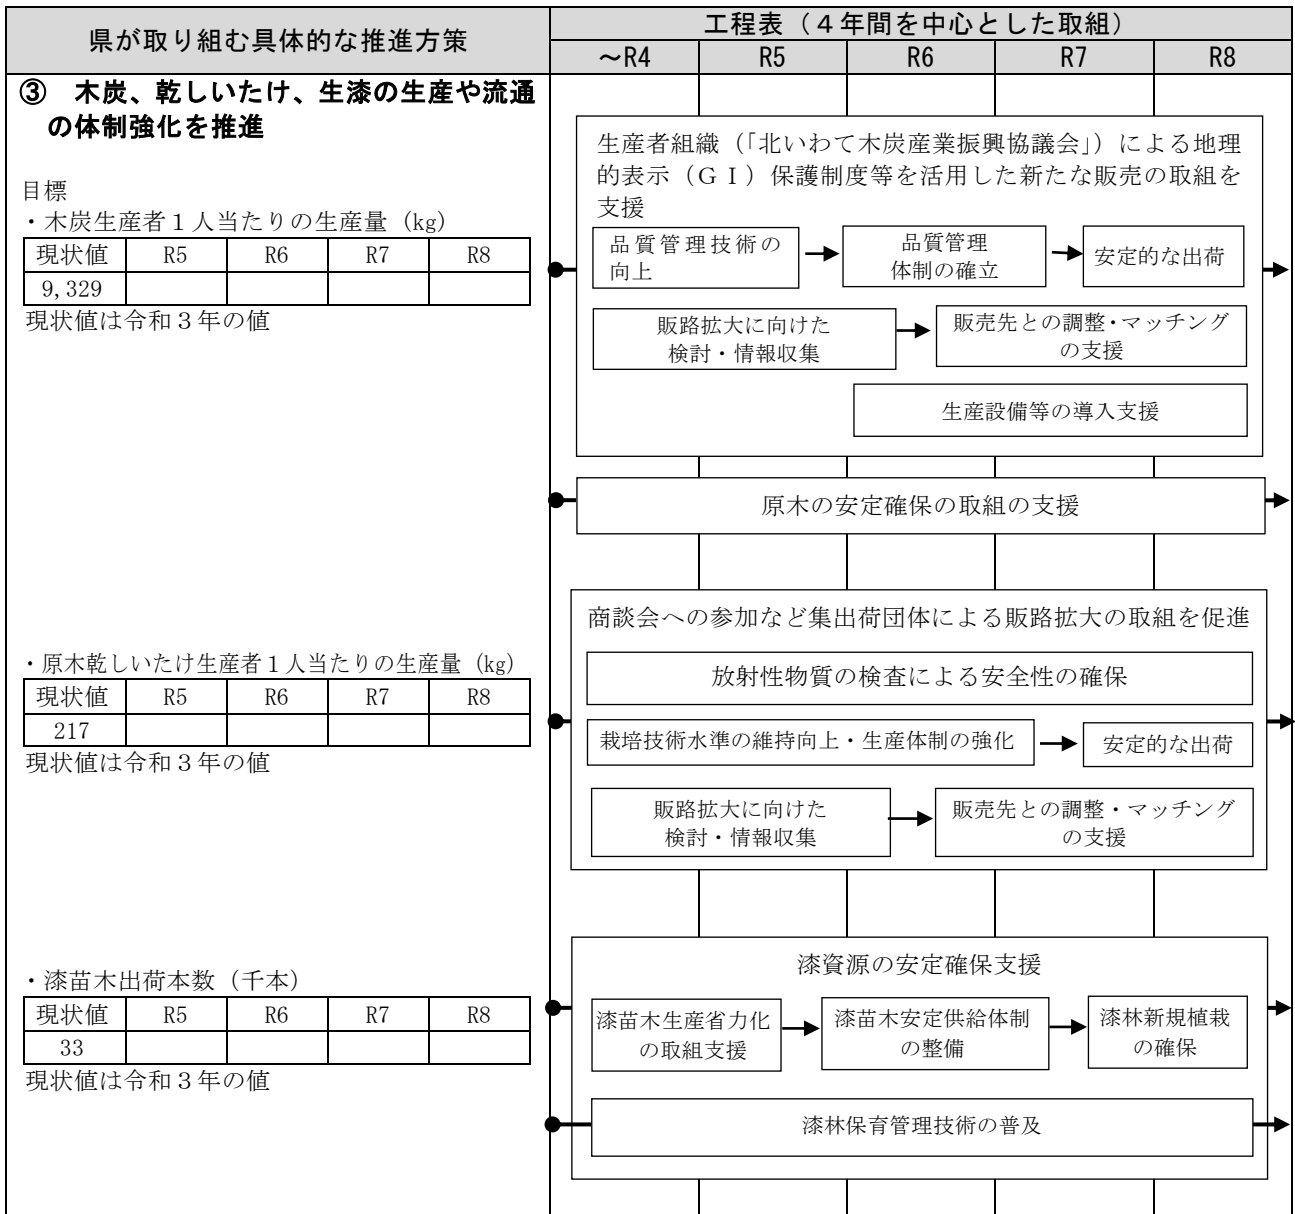 県が取り組む具体的な推進方策
工程表（４年間を中心とした取組）
～R4 R5 R6 R7 R8
③　木炭、乾しいたけ、生漆の生産や流通
の体制強化を推進
目標
・木炭生産者１人当たりの生産量（kg）
現状値 R5 R6 R7 R8
9,329
現状値は令和３年の値
生産者組織（「北いわて木炭産業振興協議会」）による地理
的表示（ＧＩ）保護制度等を活用した新たな販売の取組を
支援
品質管理技術の
向上
品質管理
体制の確立
安定的な出荷
販路拡大に向けた
検討・情報収集
販売先との調整・マッチング
の支援
生産設備等の導入支援
原木の安定確保の取組の支援
・原木乾しいたけ生産者１人当たりの生産量（kg）
現状値 R5 R6 R7 R8
217
現状値は令和３年の値
商談会への参加など集出荷団体による販路拡大の取組を促進
放射性物質の検査による安全性の確保
栽培技術水準の維持向上・生産体制の強化
安定的な出荷
販路拡大に向けた
検討・情報収集
販売先との調整・マッチング
の支援
・漆苗木出荷本数（千本）
現状値 R5 R6 R7 R8
33
現状値は令和３年の値
漆資源の安定確保支援
漆苗木生産省力化
の取組支援
漆苗木安定供給体制
の整備
漆林新規植栽
の確保
漆林保育管理技術の普及